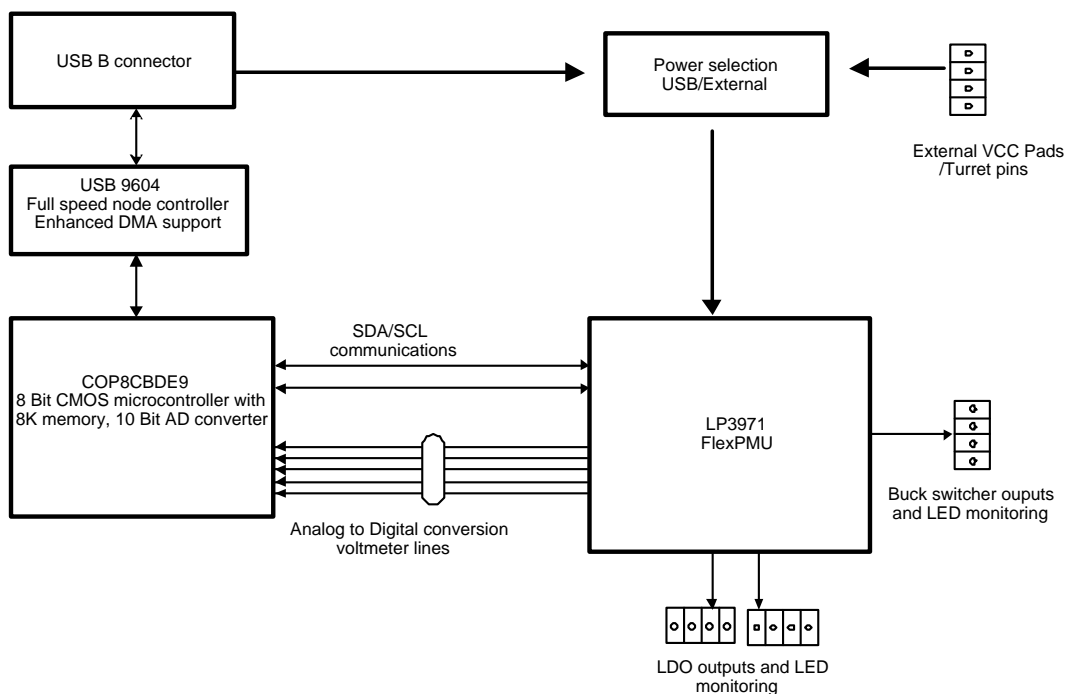 USB B connector
Power selection
USB/External
External VCC Pads
/Turret pins
USB 9604
Full speed node controller
Enhanced DMA support
SDA/SCL
communications
COP8CBDE9
8 Bit CMOS microcontroller with
8K memory, 10 Bit AD converter
LP3971
FlexPMU
Buck switcher ouputs
and LED monitoring
Analog to Digital conversion
voltmeter lines
LDO outputs and LED
monitoring